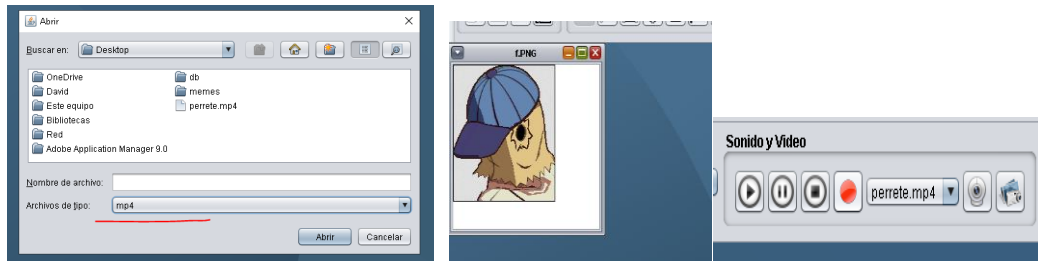 Abrir
Buscar en: Desktop
OneDrive
David
Este equipo
Bibliotecas
Red
Adobe Application Manager 9.0
db
memes
perrete.mp4
Nombre de archivo:
Archivos de tipo: mp4
Abrir Cancelar
f.PNG
Sonido y Video
perrete.mp4